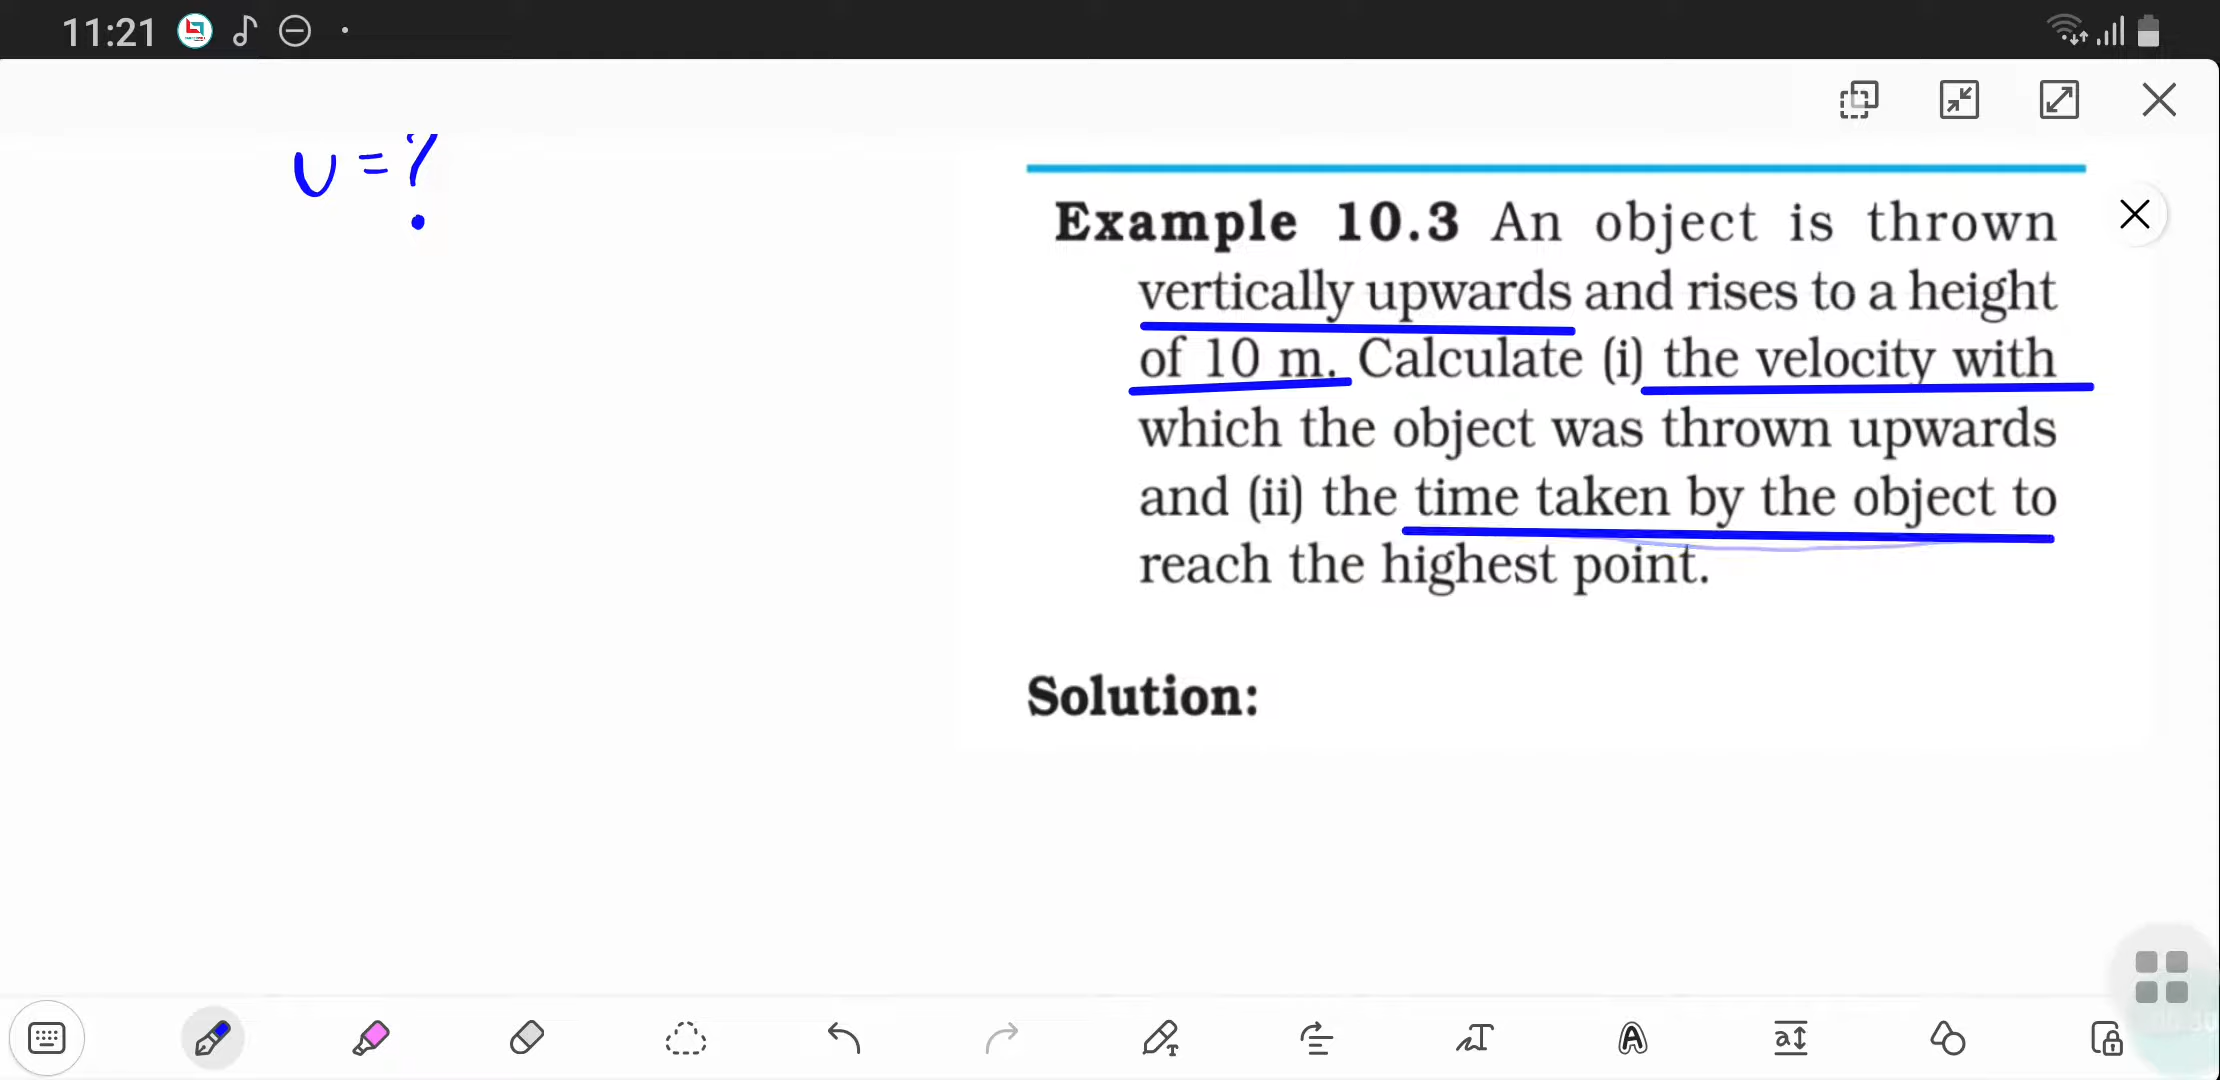 11:21
u = ?
Example 10.3 An object is thrown
vertically upwards and rises to a height
of 10 m. Calculate (i) the velocity with
which the object was thrown upwards
and (ii) the time taken by the object to
reach the highest point.
Solution: